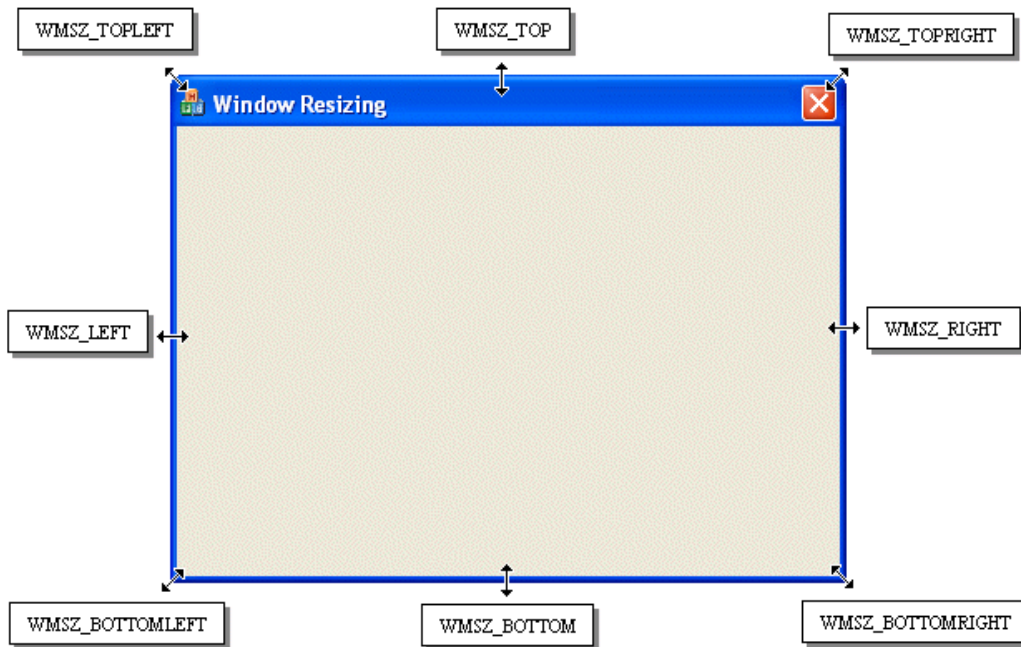 WMSZ_TOPLEFT
WMSZ_TOP
WMSZ_TOPRIGHT
Window Resizing
WMSZ_LEFT
WMSZ_RIGHT
WMSZ_BOTTOMLEFT
WMSZ_BOTTOM
WMSZ_BOTTOMRIGHT